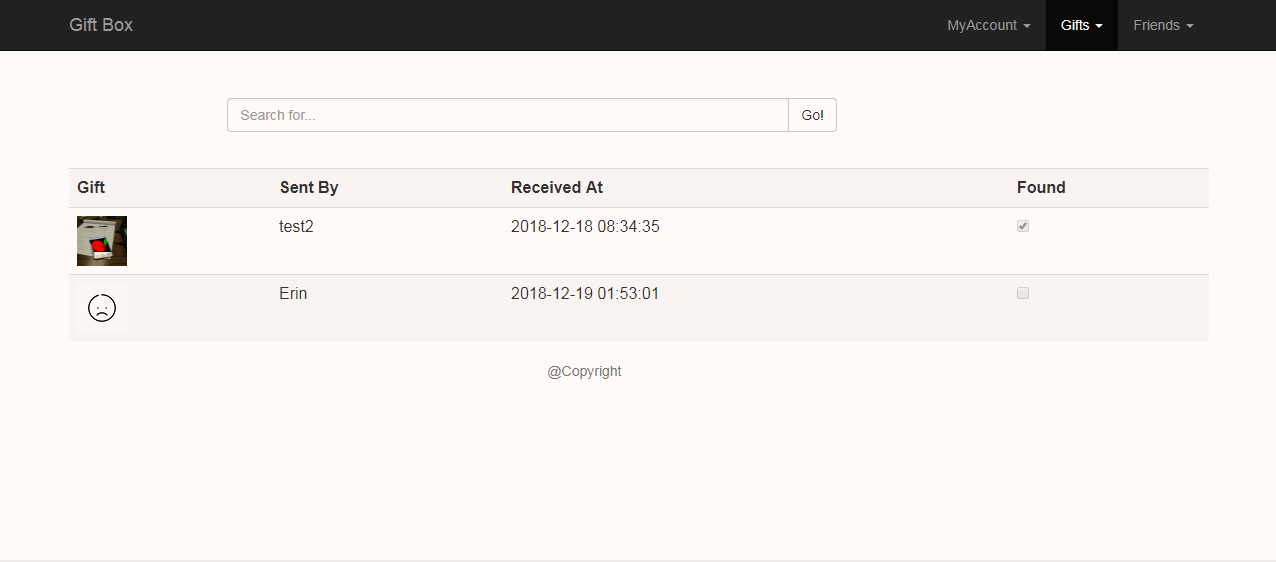 Gift Box MyAccount Gifts Friends
Search for... Go!
Gift Sent By Received At Found
test2 2018-12-18 08:34:35
Erin 2018-12-19 01:53:01
@Copyright